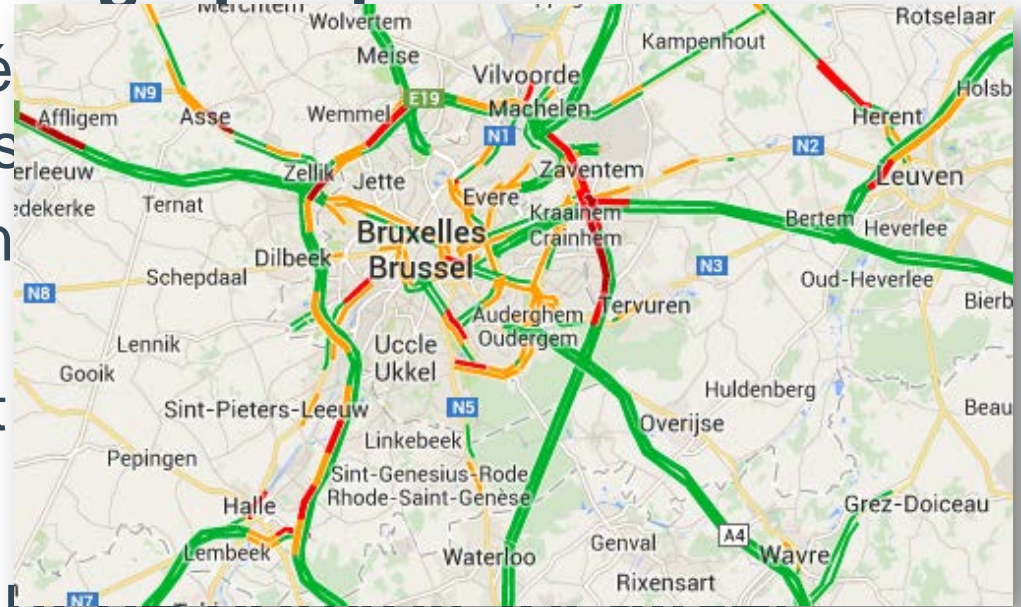 Merchtem
Wolvertem
Rotselaar
Meise
Kampenhout
é
Vilvoorde
N9
E19
Holsb
Affligem
Asse
Wemmel
Machelen
Herent
N1
s
N2
erleeuw
Zellik
Jette
Zaventem
Leuven
edekerke
Ternat
Evere
Kraainem
Crainhem
Bertem
Heverlee
n
Bruxelles
Brussel
Dilbeek
N3
Schepdaal
Oud-Heverlee
N8
Bierb
Tervuren
Auderghem
Oudergem
Lennik
Uccle
Ukkel
Gooik
Huldenberg
t
Sint-Pieters-Leeuw
N5
Beau
Overijse
Linkebeek
Pepingen
Sint-Genesius-Rode
Rhode-Saint-Genèse
Halle
Grez-Doiceau
A4
Lembeek
Waterloo
Genval
Wavre
Rixensart
N7